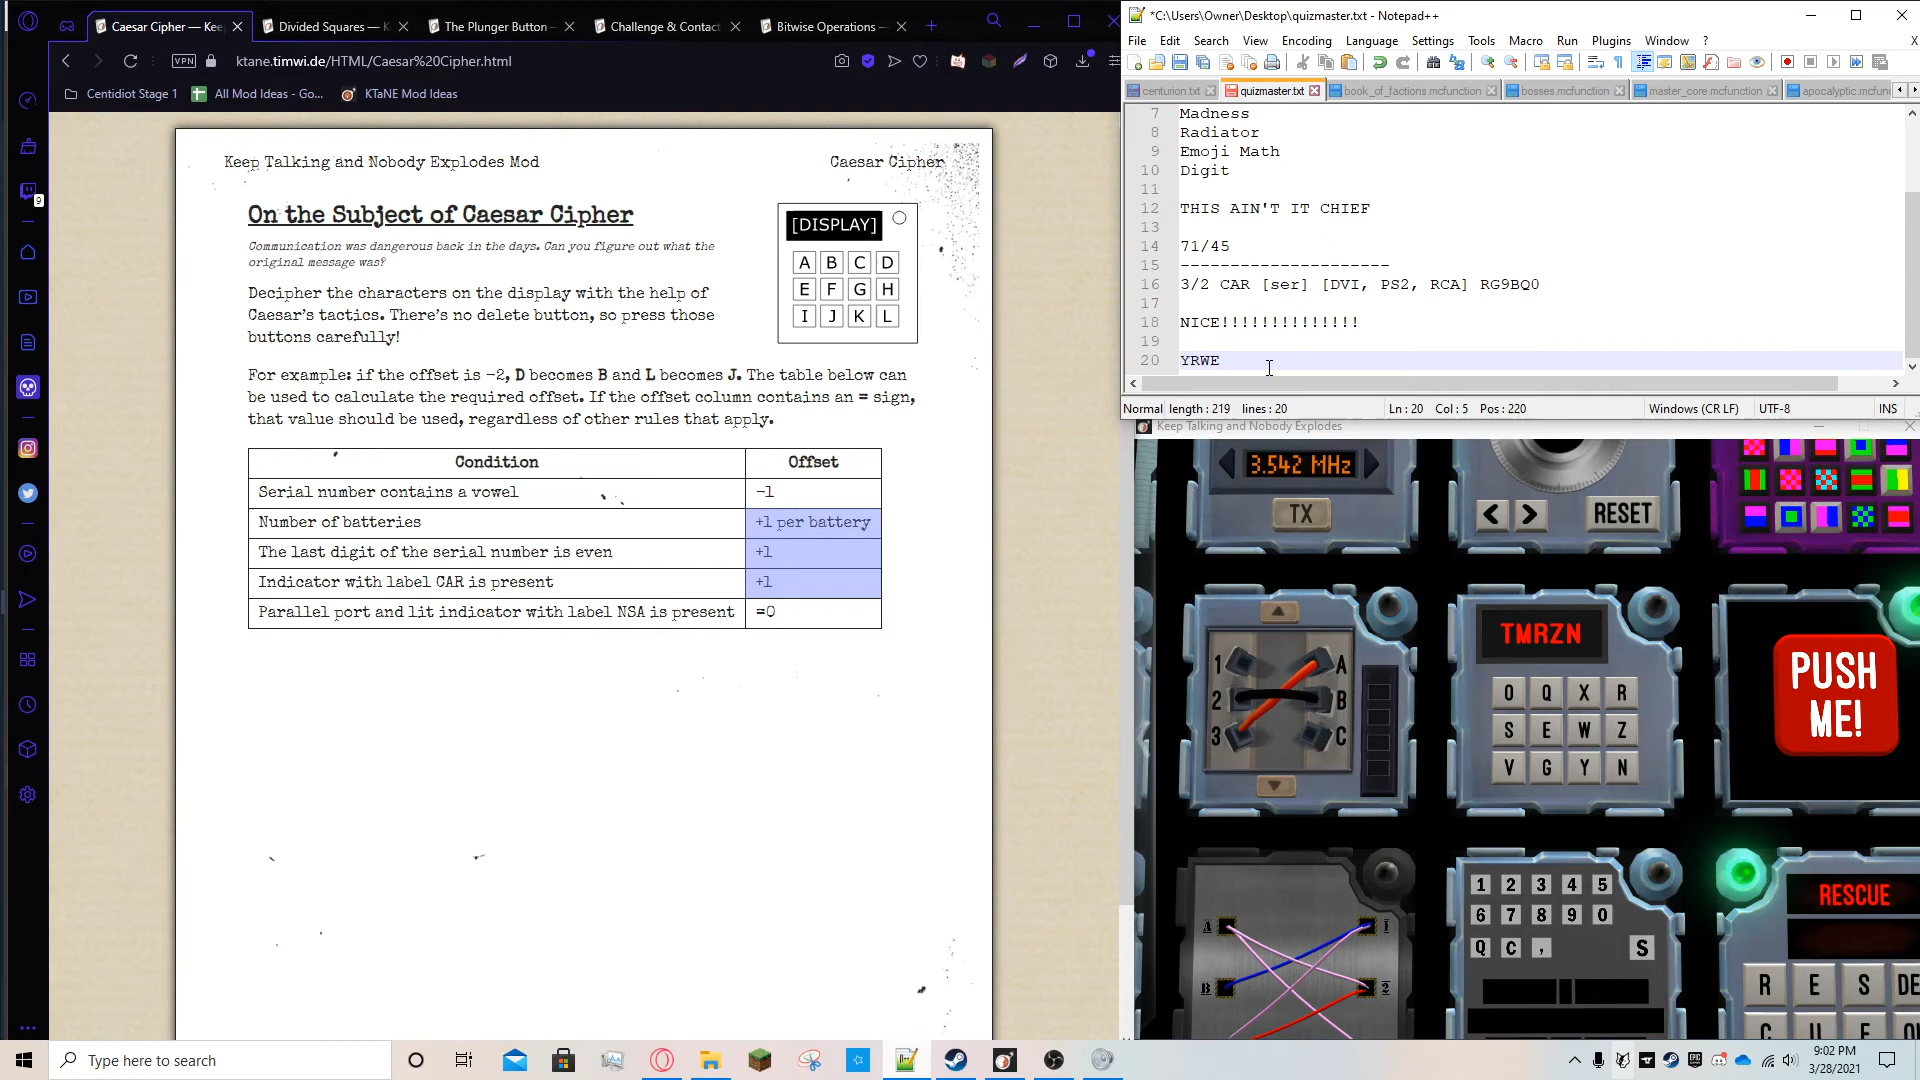 Caesar Cipher — Kee
Divided Squares — K
The Plunger Button —
Challenge & Contact
Bitwise Operations —
VPN
ktane.timwi.de/HTML/Caesar%20Cipher.html
Centidiot Stage 1
All Mod Ideas - Go...
KTaNE Mod Ideas
9
Keep Talking and Nobody Explodes Mod
Caesar Cipher
On the Subject of Caesar Cipher
Communication was dangerous back in the days. Can you figure out what the
original message was?
Decipher the characters on the display with the help of
Caesar's tactics. There's no delete button, so press those
buttons carefully!
[DISPLAY]
A B C D
E F G H
I J K L
For example: if the offset is -2, D becomes B and L becomes J. The table below can
be used to calculate the required offset. If the offset column contains an = sign,
that value should be used, regardless of other rules that apply.
Condition Offset
Serial number contains a vowel -1
Number of batteries +1 per battery
The last digit of the serial number is even +1
Indicator with label CAR is present +1
Parallel port and lit indicator with label NSA is present =0
*C:\Users\Owner\Desktop\quizmaster.txt - Notepad++
File Edit Search View Encoding Language Settings Tools Macro Run Plugins Window ?
X
centurion.txt
quizmaster.txt
book_of_factions.mcfunction
bosses.mcfunction
master_core.mcfunction
apocalyptic.mcfunc
7 Madness
8 Radiator
9 Emoji Math
10 Digit
11
12 THIS AIN'T IT CHIEF
13
14 71/45
15 ---------------------
16 3/2 CAR [ser] [DVI, PS2, RCA] RG9BQ0
17
18 NICE!!!!!!!!!!!!!!
19
20 YRWE
Normal length : 219 lines : 20 Ln : 20 Col : 5 Pos : 220 Windows (CR LF) UTF-8 INS
Keep Talking and Nobody Explodes
3.542 MHz
TX
RESET
1 A
2 B
3 C
TMRZN
O Q X R
S E W Z
V G Y N
PUSH
ME!
A 1
B 2
1 2 3 4 5
6 7 8 9 0
Q C , S
RESCUE
R E S DE
C U E
Type here to search
9:02 PM
3/28/2021